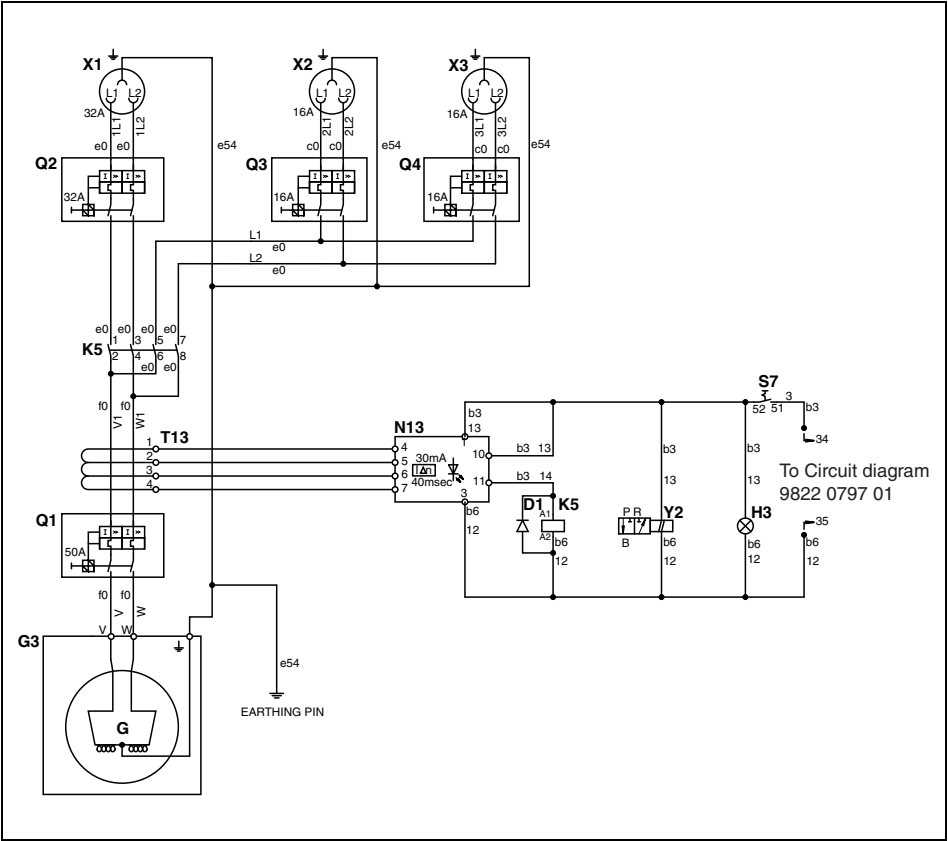 X1 X2 X3
L1 L2 L1 L2 L1 L2
32A 16A 16A
1L1 1L2 2L1 2L2 3L1 3L2
e0 e0 e54 c0 c0 e54 c0 c0 e54
Q2 Q3 Q4
I » I » I » I » I » I »
32A 16A 16A
L1
e0
L2
e0
e0 e0 e0 e0
1 3 5 7
K5
2 4 6 8
e0 e0
f0 f0
V1 W1
S7
52 51 3
b3
34
To Circuit diagram
9822 0797 01
35
b6
12
T13
1
2
3
4
N13
b3
13
4
5
6
7
30mA
IΔn
40msec
10
11
3
b3 13
b3 14
b6
12
D1 K5
A1
A2
b6
12
b3
13
P R
B
Y2
b6
12
b3
13
H3
b6
12
Q1
I » I »
50A
f0 f0
V W
G3
V W
G
e54
EARTHING PIN